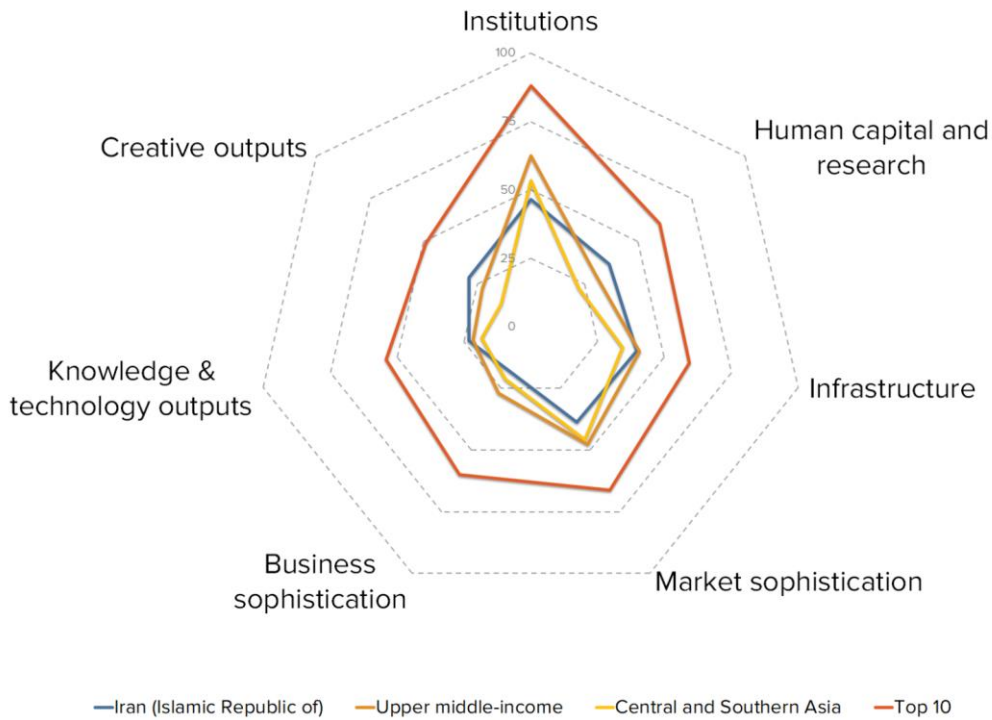 Institutions
100
Creative outputs
75
Human capital and
research
50
25
0
Knowledge &
technology outputs
Infrastructure
Business
sophistication
Market sophistication
Iran (Islamic Republic of)
Upper middle-income
Central and Southern Asia
Top 10